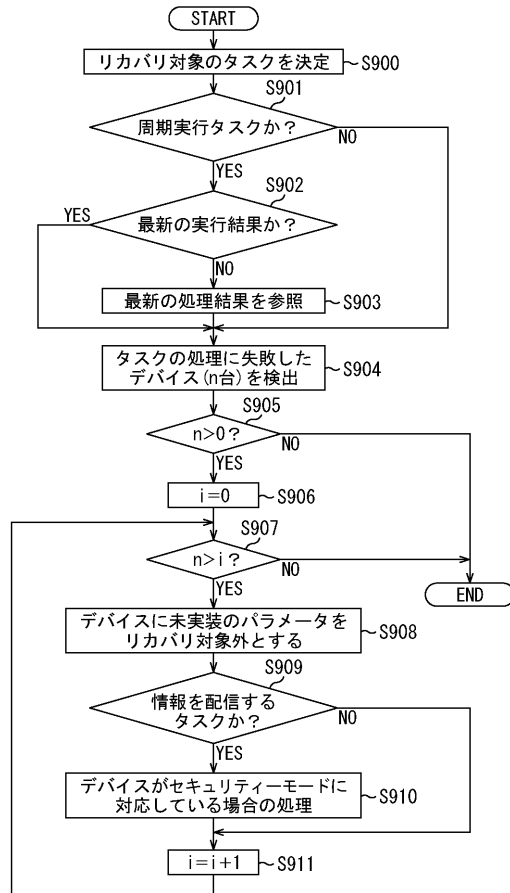 START
リカバリ対象のタスクを決定
S900
S901
周期実行タスクか？
NO
YES
S902
YES
最新の実行結果か？
NO
最新の処理結果を参照
S903
タスクの処理に失敗した
デバイス(n台)を検出
S904
S905
n>0？
NO
YES
i=0
S906
S907
n>i？
NO
YES
END
デバイスに未実装のパラメータを
リカバリ対象外とする
S908
S909
情報を配信する
タスクか？
NO
YES
デバイスがセキュリティーモードに
対応している場合の処理
S910
i=i+1
S911